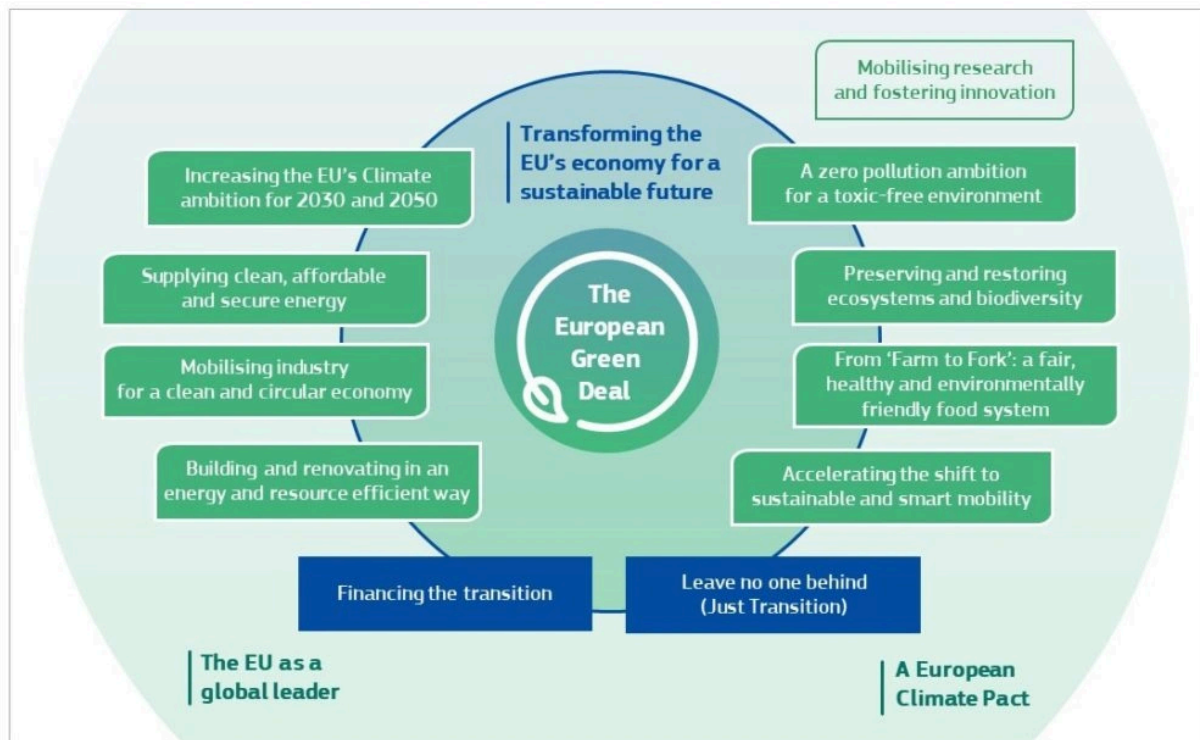 Mobilising research
and fostering innovation
Transforming the
EU's economy for a
sustainable future
Increasing the EU's Climate
ambition for 2030 and 2050
A zero pollution ambition
for a toxic-free environment
Supplying clean, affordable
and secure energy
Preserving and restoring
ecosystems and biodiversity
The
European
Green
Deal
Mobilising industry
for a clean and circular economy
From ‘Farm to Fork’: a fair,
healthy and environmentally
friendly food system
Building and renovating in an
energy and resource efficient way
Accelerating the shift to
sustainable and smart mobility
Financing the transition
Leave no one behind
(Just Transition)
The EU as a
global leader
A European
Climate Pact